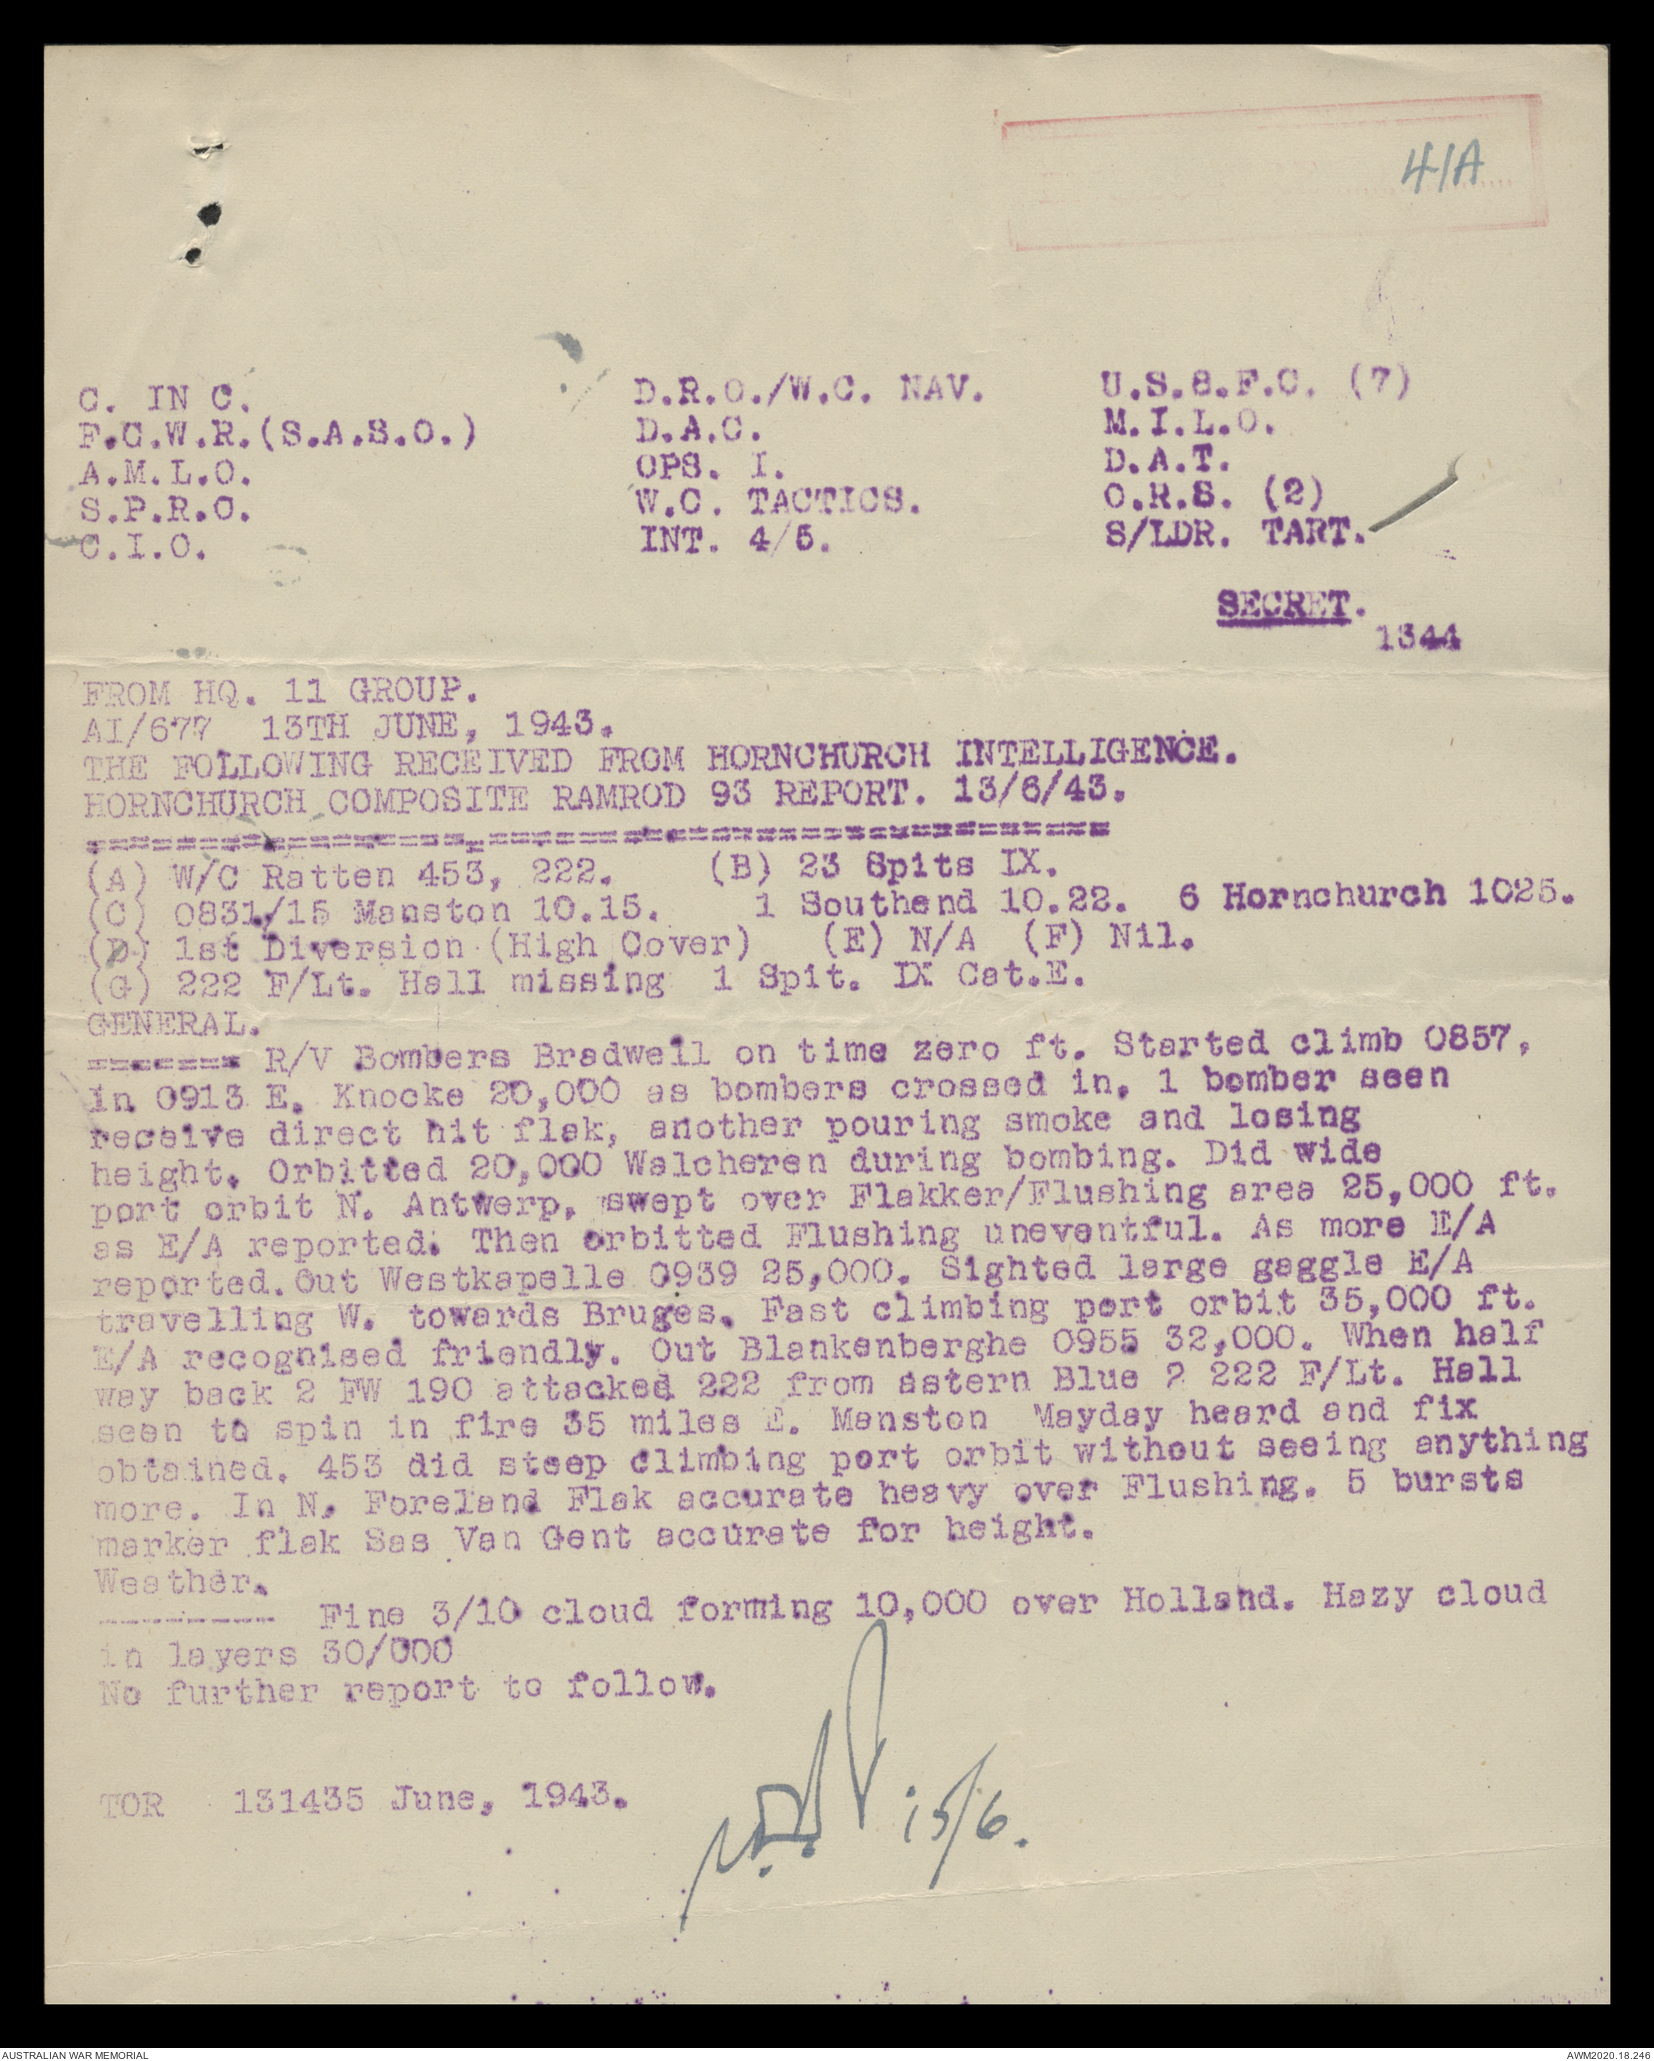 41A
C. IN C.
F.C.W.R.(S.A.S.O.)
A.M.L.O.
S.P.R.O.
C.I.O.
D.R.O./W.C. NAV.
D.A.C.
OPS. I.
W.C. TACTICS.
INT. 4/5.
U.S.8.F.C. (7)
M.I.L.O.
D.A.T.
O.R.S. (2)
S/LDR. TART.
SECRET.
1344
FROM HQ. 11 GROUP.
AI/677 13TH JUNE, 1943.
THE FOLLOWING RECEIVED FROM HORNCHURCH INTELLIGENCE.
HORNCHURCH COMPOSITE RAMROD 93 REPORT. 13/6/43.
(A) W/C Ratten 453, 222. (B) 23 Spits IX.
(C) 0831/15 Manston 10.15. 1 Southend 10.22. 6 Hornchurch 1025.
(D) 1st Diversion (High Cover) (E) N/A (F) Nil.
(G) 222 F/Lt. Hall missing 1 Spit. IX Cat.E.
GENERAL.
======= R/V Bombers Bradwell on time zero ft. Started climb 0857,
in 0913 E. Knocke 20,000 as bombers crossed in, 1 bomber seen
receive direct hit flak, another pouring smoke and losing
height. Orbitted 20,000 Walcheren during bombing. Did wide
port orbit N. Antwerp, swept over Flakker/Flushing area 25,000 ft.
as E/A reported. Then orbitted Flushing uneventful. As more E/A
reported. Out Westkapelle 0939 25,000. Sighted large gaggle E/A
travelling W. towards Bruges. Fast climbing port orbit 35,000 ft.
E/A recognised friendly. Out Blankenberghe 0955 32,000. When half
way back 2 FW 190 attacked 222 from astern Blue 2 222 F/Lt. Hall
seen to spin in fire 35 miles E. Manston Mayday heard and fix
obtained. 453 did steep climbing port orbit without seeing anything
more. In N. Foreland Flak accurate heavy over Flushing. 5 bursts
marker flak Sas Van Gent accurate for height.
Weather.
-------- Fine 3/10 cloud forming 10,000 over Holland. Hazy cloud
in layers 30/000
No further report to follow.
TOR 131435 June, 1943.
15/6.
AUSTRALIAN WAR MEMORIAL
AWM2020.18.246